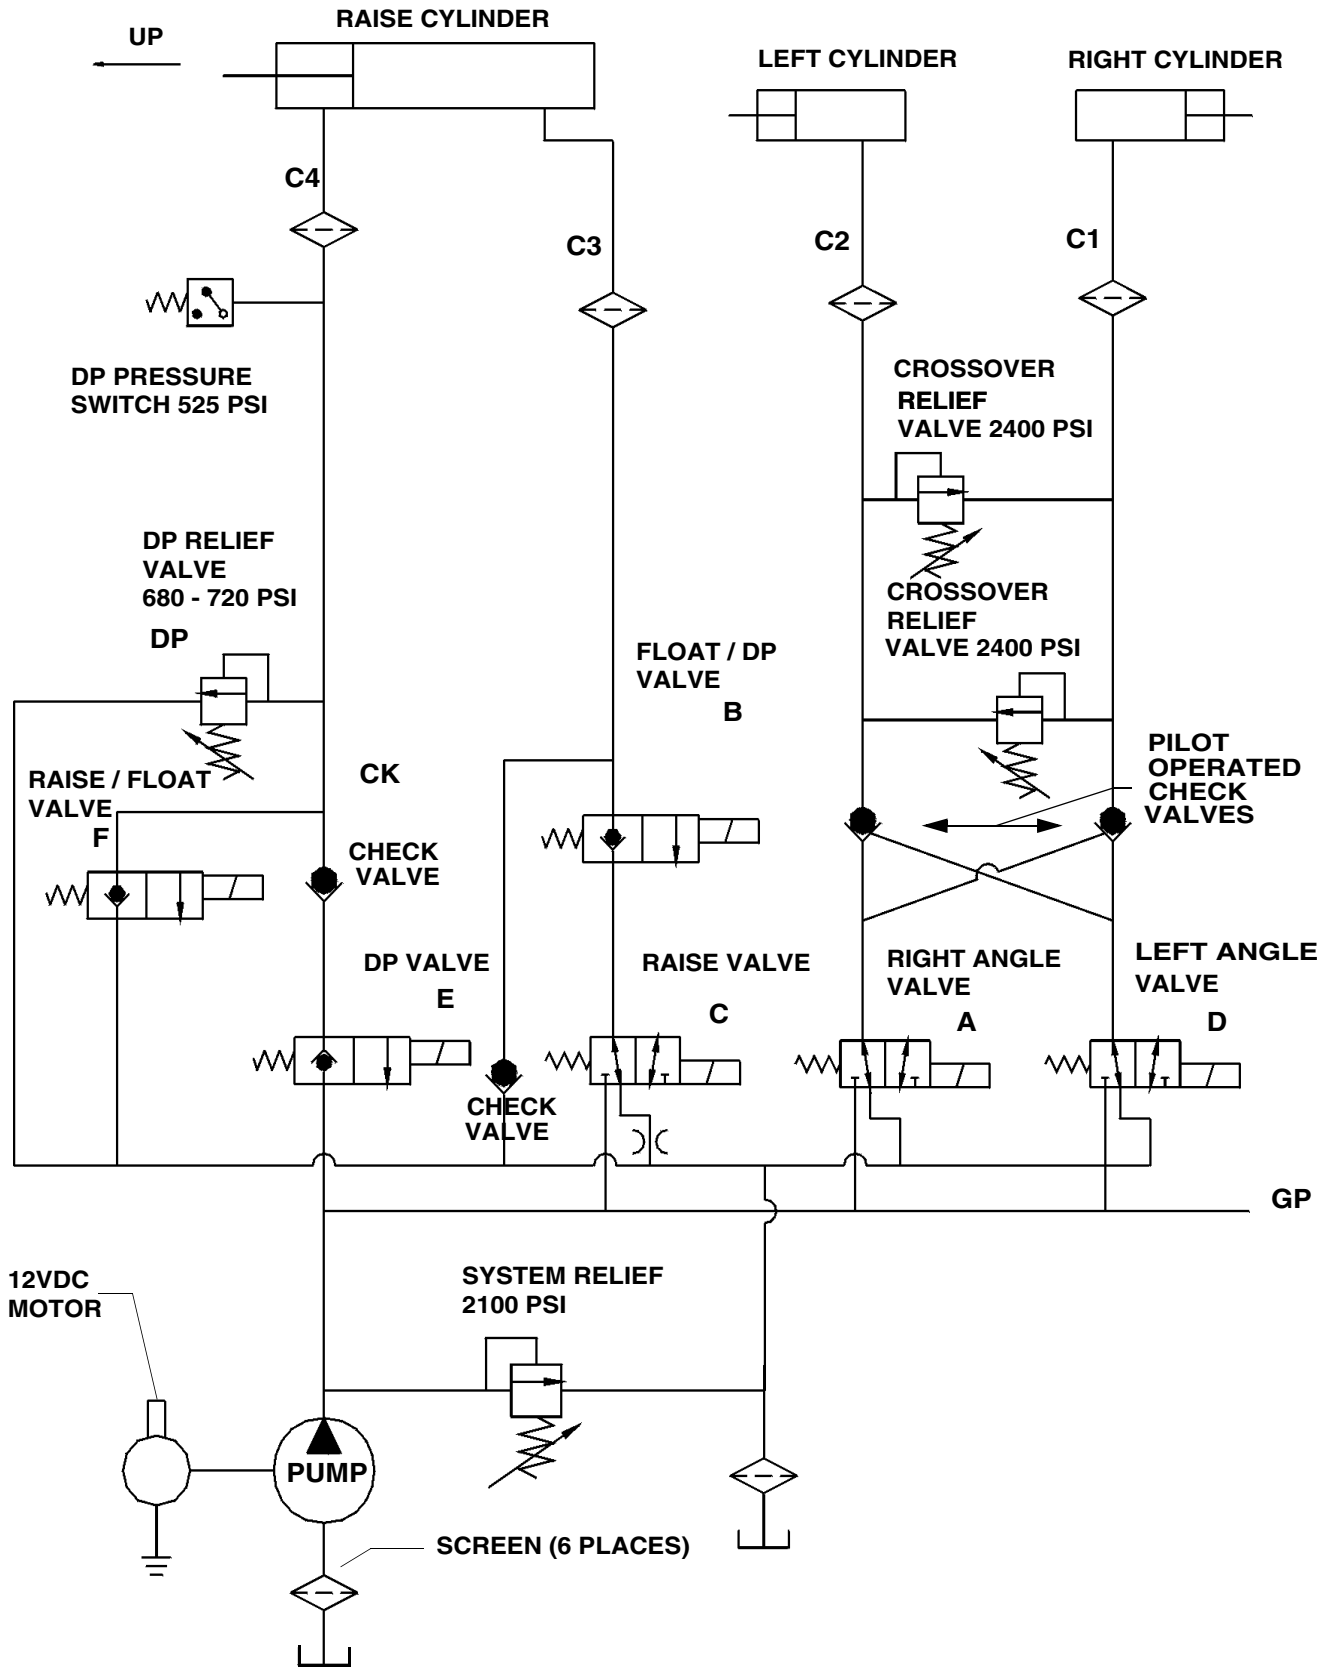 RAISE CYLINDER
UP
LEFT CYLINDER
RIGHT CYLINDER
C4
C3
C2
C1
DP PRESSURE
SWITCH 525 PSI
CROSSOVER
RELIEF
VALVE 2400 PSI
DP RELIEF
VALVE
680 - 720 PSI
DP
CROSSOVER
RELIEF
VALVE 2400 PSI
FLOAT / DP
VALVE
B
PILOT
OPERATED
CHECK
VALVES
RAISE / FLOAT
VALVE
F
CK
CHECK
VALVE
DP VALVE
E
RAISE VALVE
C
RIGHT ANGLE
VALVE
A
LEFT ANGLE
VALVE
D
CHECK
VALVE
GP
12VDC
MOTOR
SYSTEM RELIEF
2100 PSI
PUMP
SCREEN (6 PLACES)